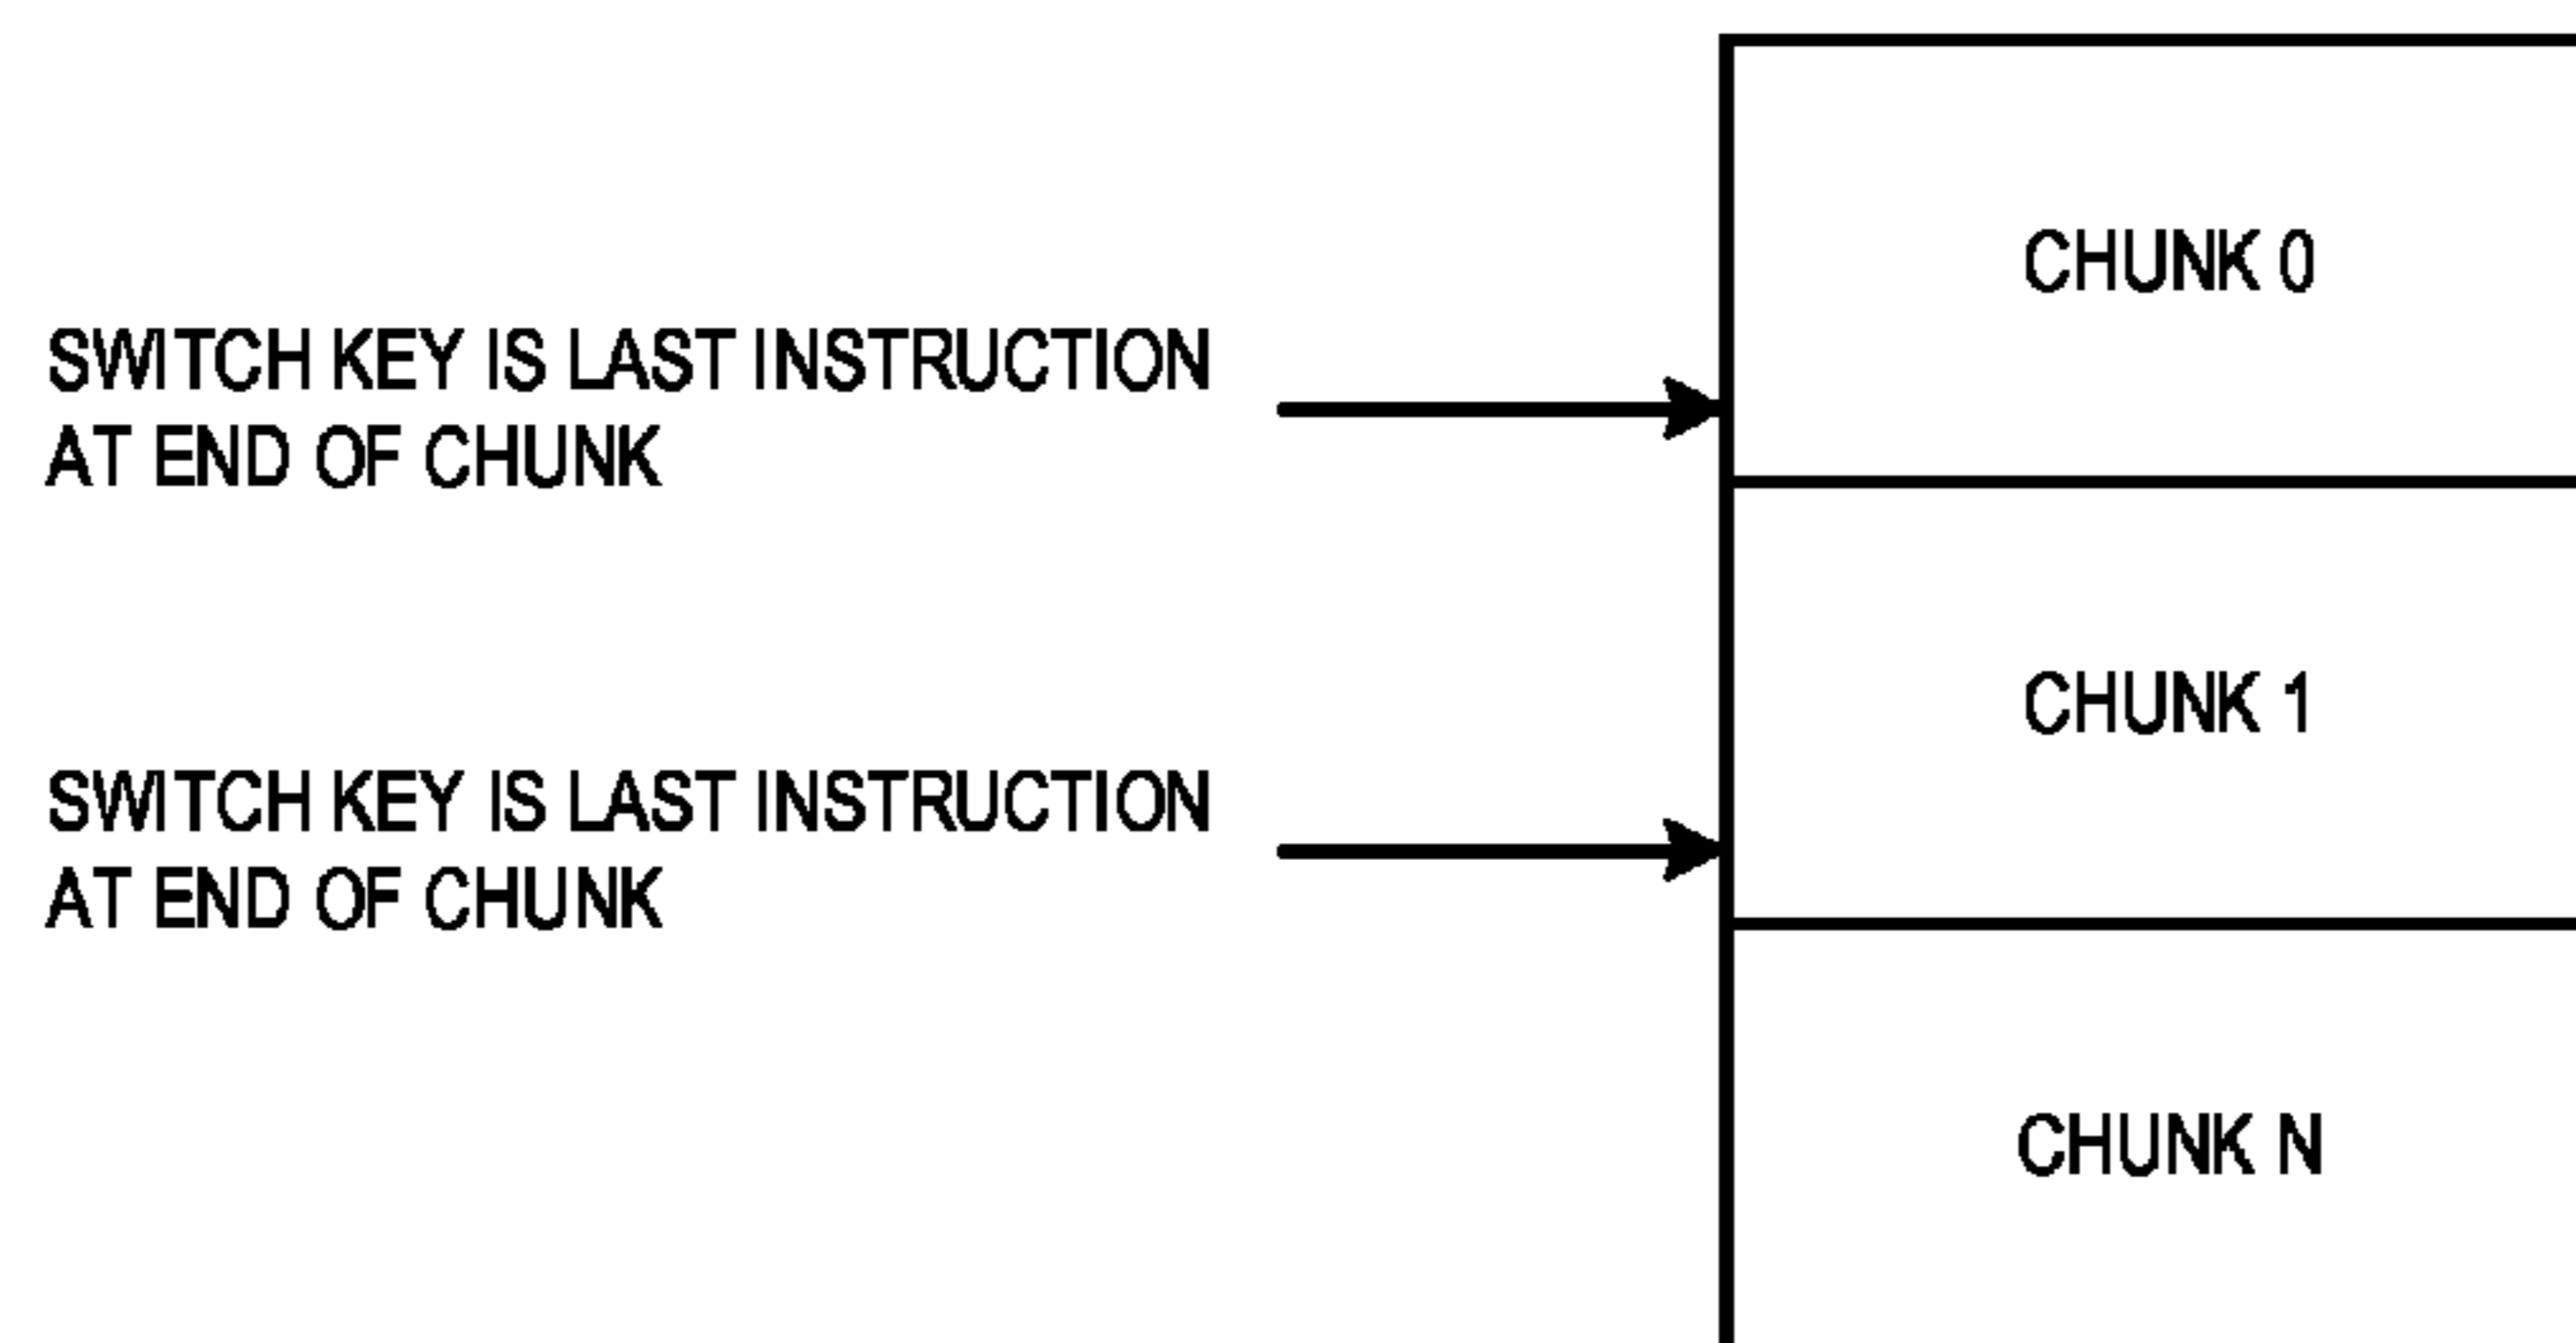 CHUNK 0
SWITCH KEY IS LAST INSTRUCTION
AT END OF CHUNK
CHUNK 1
SWITCH KEY IS LAST INSTRUCTION
AT END OF CHUNK
CHUNK N